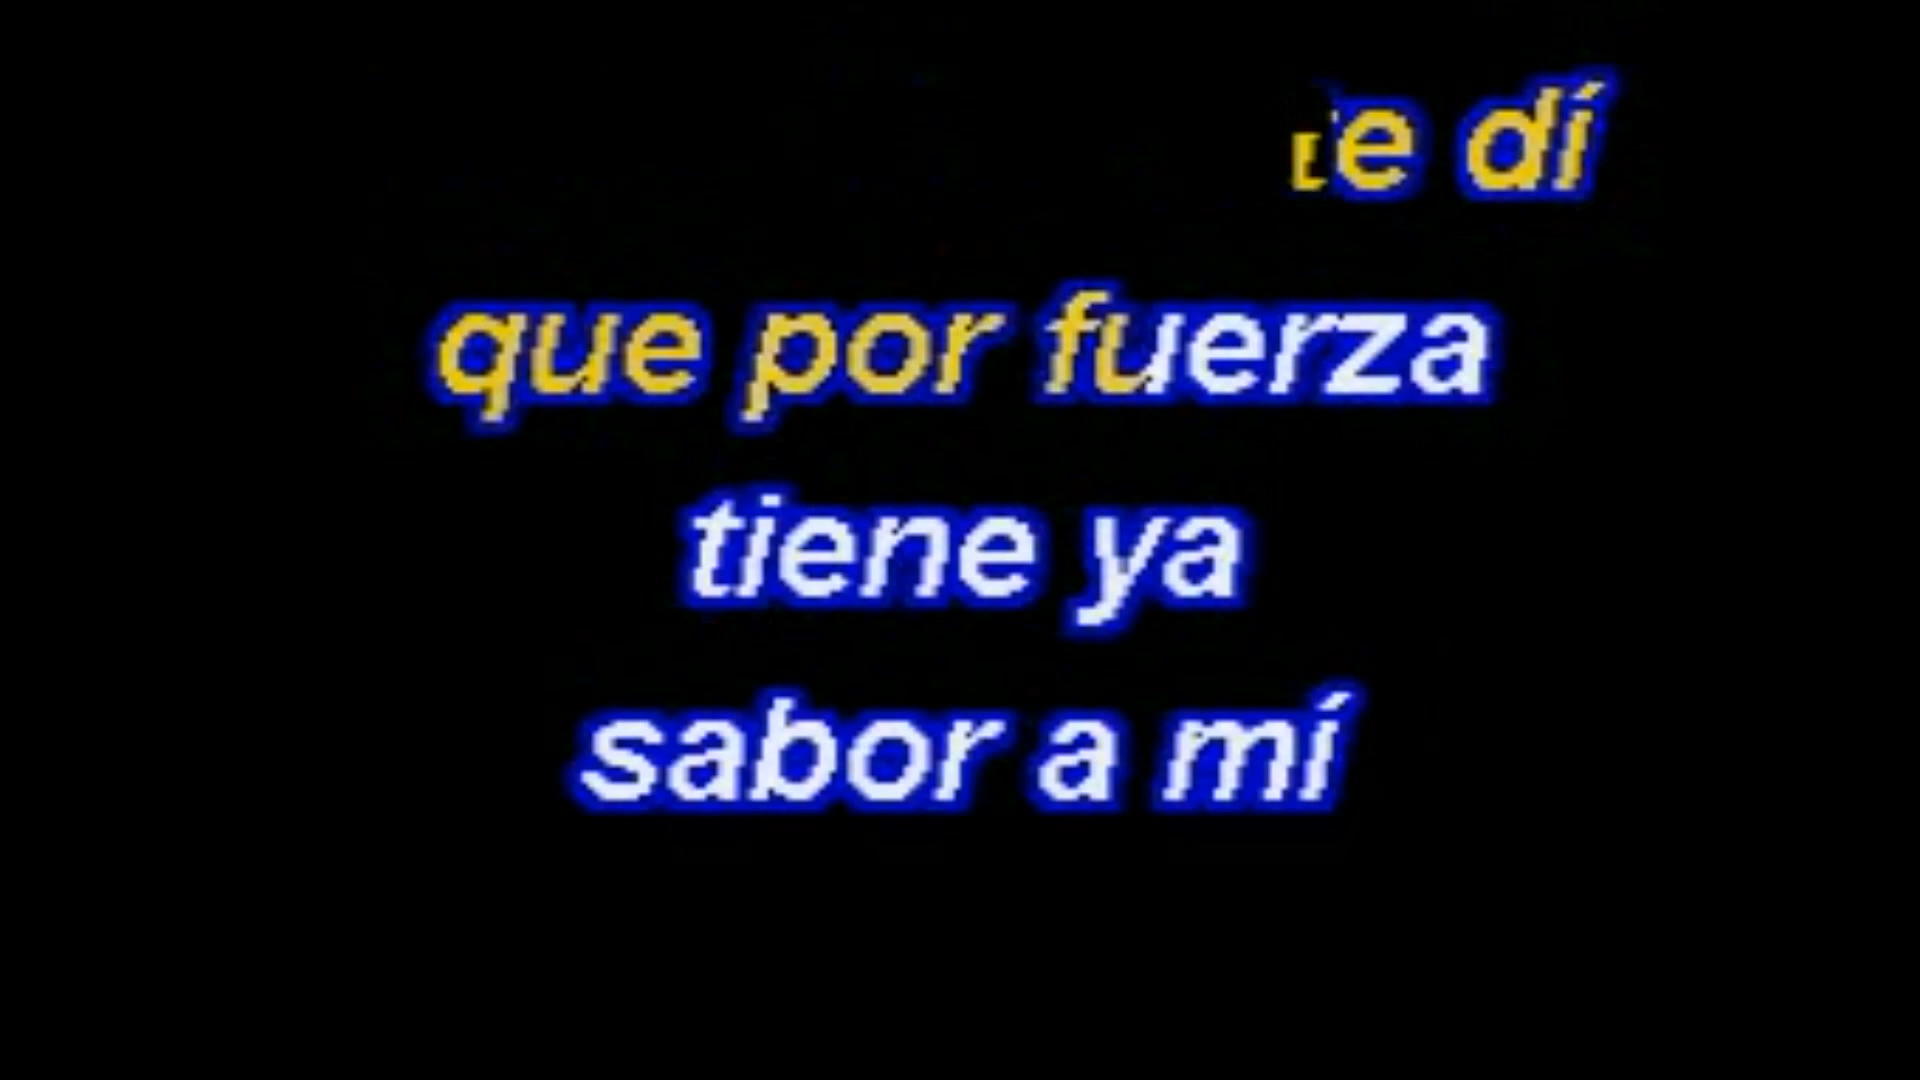 dí
que por fuerza
tiene ya
sabor a mí